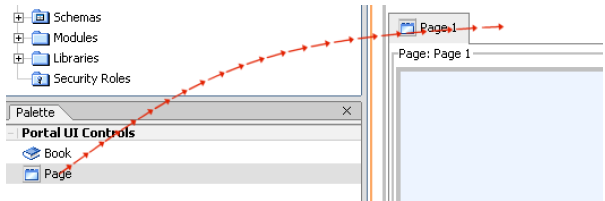 Schemas
Modules
Libraries
Security Roles
Palette
Portal UI Controls
Book
Page
Page 1
Page: Page 1